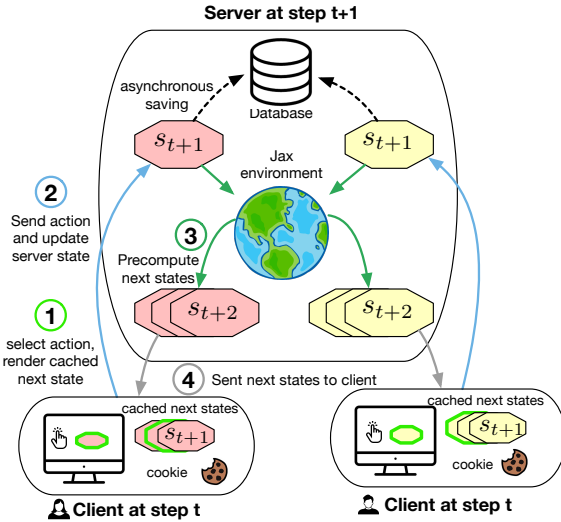 Server at step t+1
asynchronous
saving
Database
s_{t+1}
s_{t+1}
Jax
environment
2
Send action
and update
server state
3
Precompute
next states
s_{t+2}
s_{t+2}
1
select action,
render cached
next state
4 Sent next states to client
cached next states
s_{t+1}
cookie
Client at step t
cached next states
s_{t+1}
cookie
Client at step t